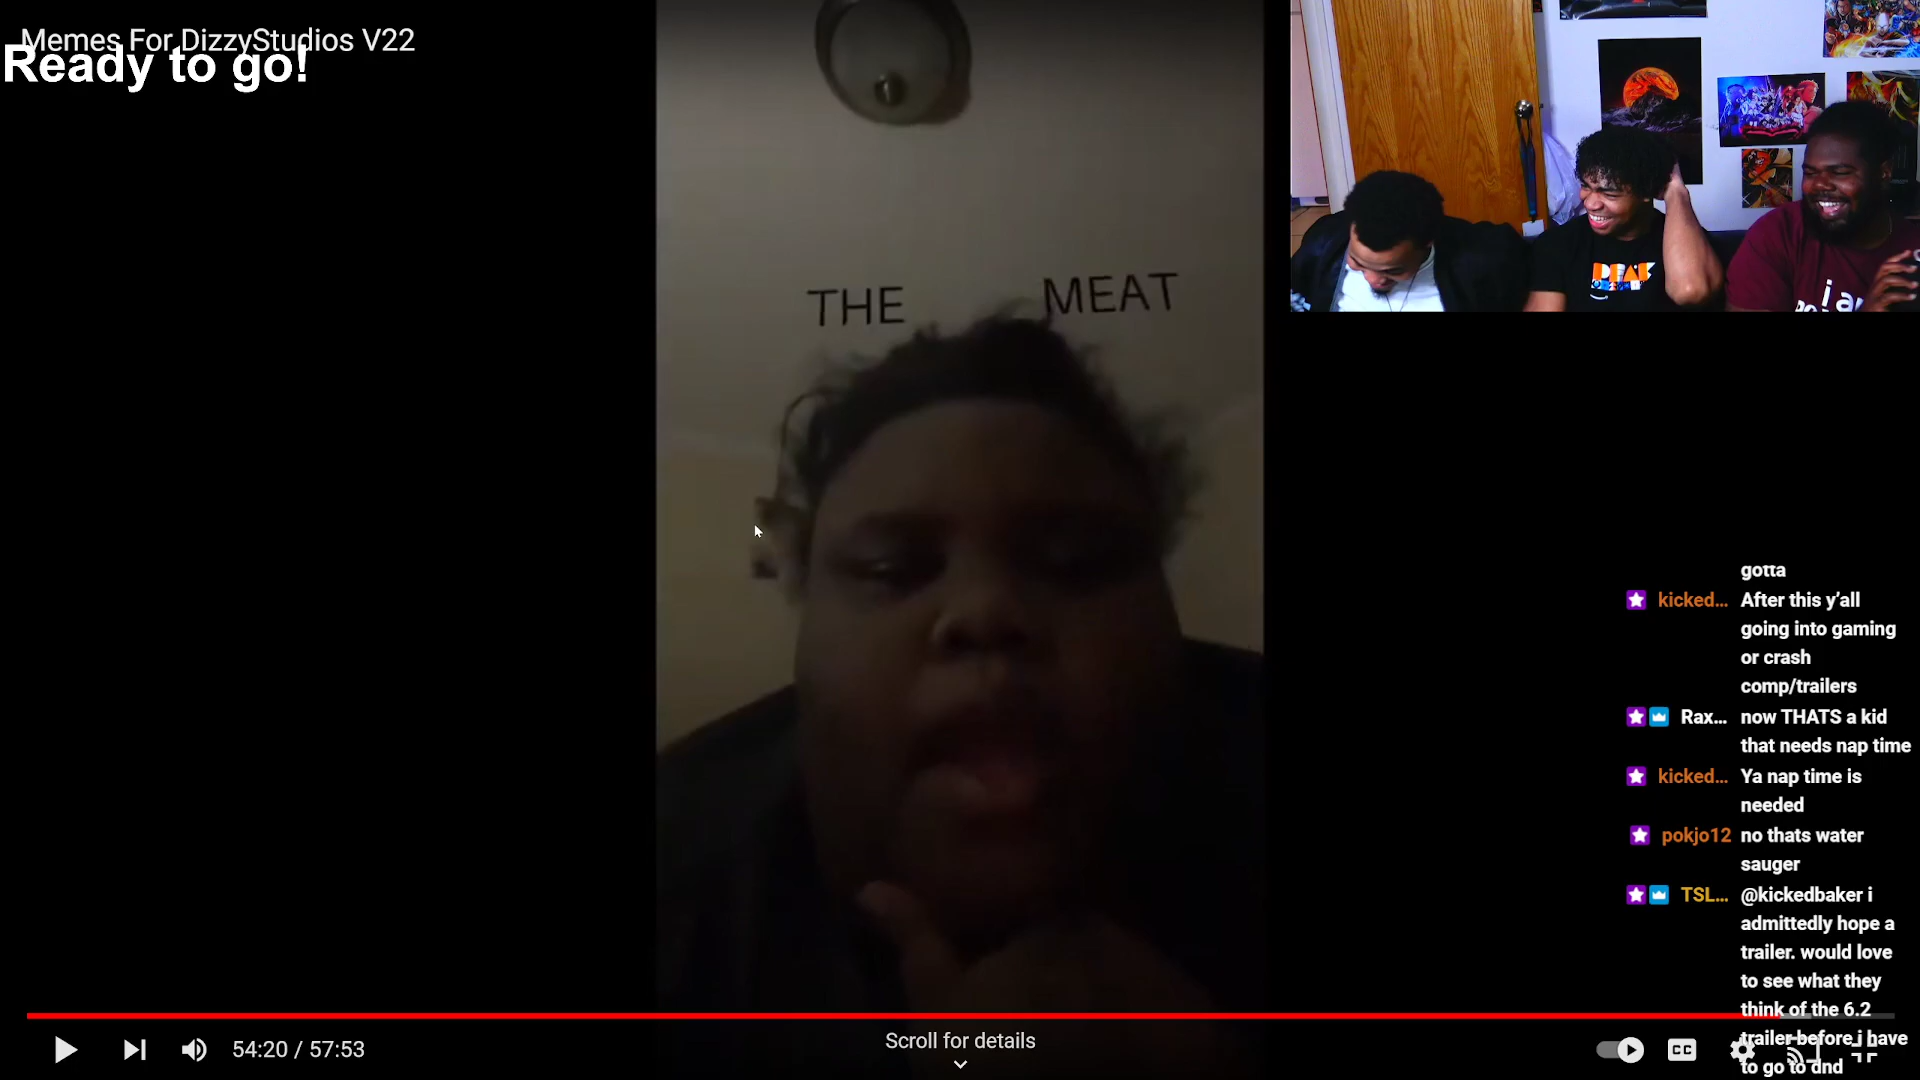 Memes For DizzyStudios V22
Ready to go!
THE MEAT
gotta
kicked... After this y’all
going into gaming
or crash
comp/trailers
Rax... now THATS a kid
that needs nap time
kicked... Ya nap time is
needed
pokjo12 no thats water
sauger
TSL... @kickedbaker i
admittedly hope a
trailer. would love
to see what they
think of the 6.2
trailer before i have
to go to dnd
54:20 / 57:53
Scroll for details
CC